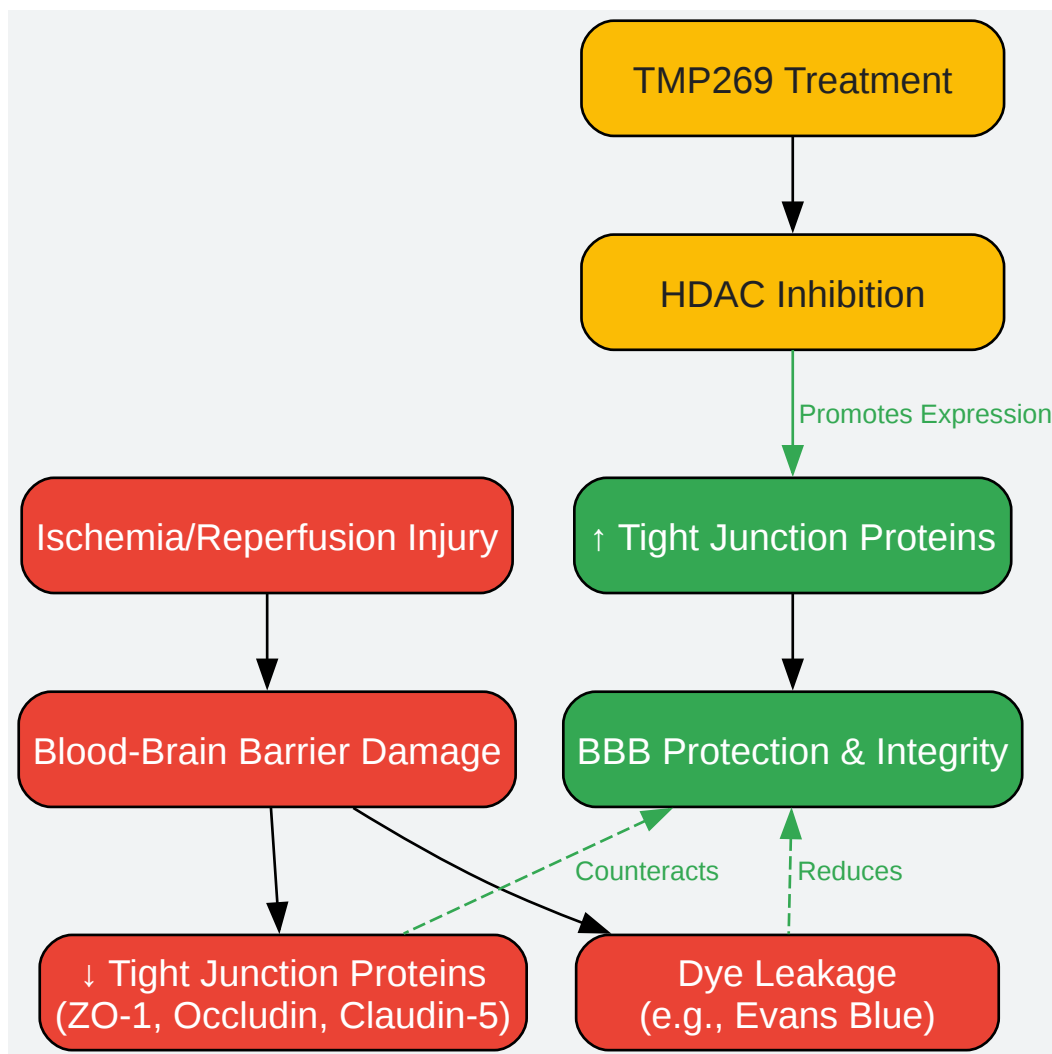 TMP269 Treatment
HDAC Inhibition
Promotes Expression
Ischemia/Reperfusion Injury
↑ Tight Junction Proteins
Blood-Brain Barrier Damage
BBB Protection & Integrity
Counteracts
Reduces
↓ Tight Junction Proteins
(ZO-1, Occludin, Claudin-5)
Dye Leakage
(e.g., Evans Blue)